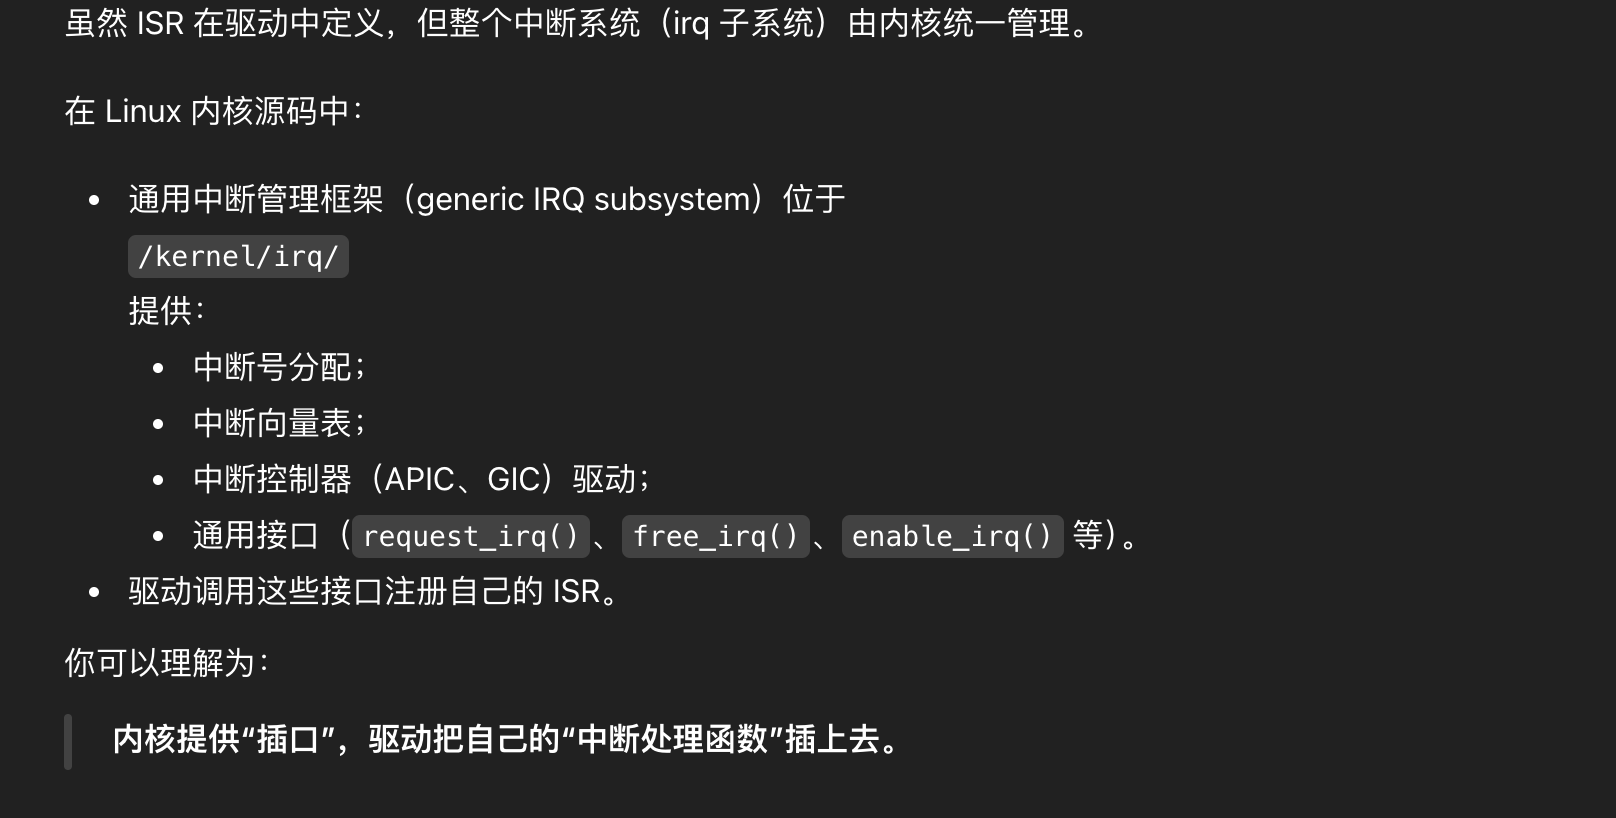 虽然 ISR 在驱动中定义，但整个中断系统（irq 子系统）由内核统一管理。
在 Linux 内核源码中：
• 通用中断管理框架（generic IRQ subsystem）位于
/kernel/irq/
提供：
• 中断号分配；
• 中断向量表；
• 中断控制器（APIC、GIC）驱动；
• 通用接口（request_irq()、free_irq()、enable_irq() 等）。
• 驱动调用这些接口注册自己的 ISR。
你可以理解为：
内核提供“插口”，驱动把自己的“中断处理函数”插上去。